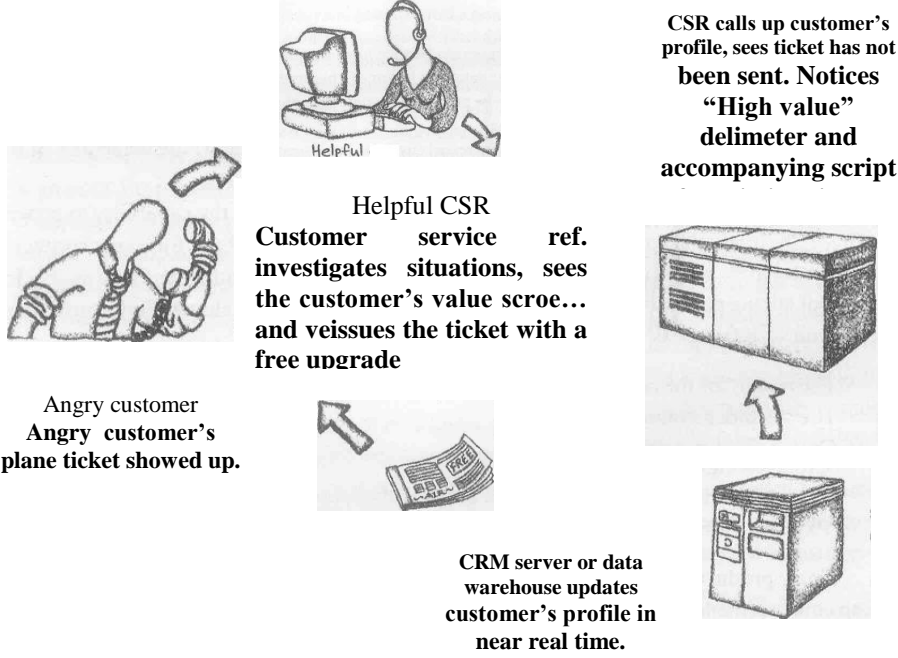 Helpful
Helpful CSR
Customer service ref.
investigates situations, sees
the customer's value scroe…
and veissues the ticket with a
free upgrade
CSR calls up customer's
profile, sees ticket has not
been sent. Notices
"High value"
delimeter and
accompanying script
Angry customer
Angry customer's
plane ticket showed up.
FREE
CRM server or data
warehouse updates
customer's profile in
near real time.